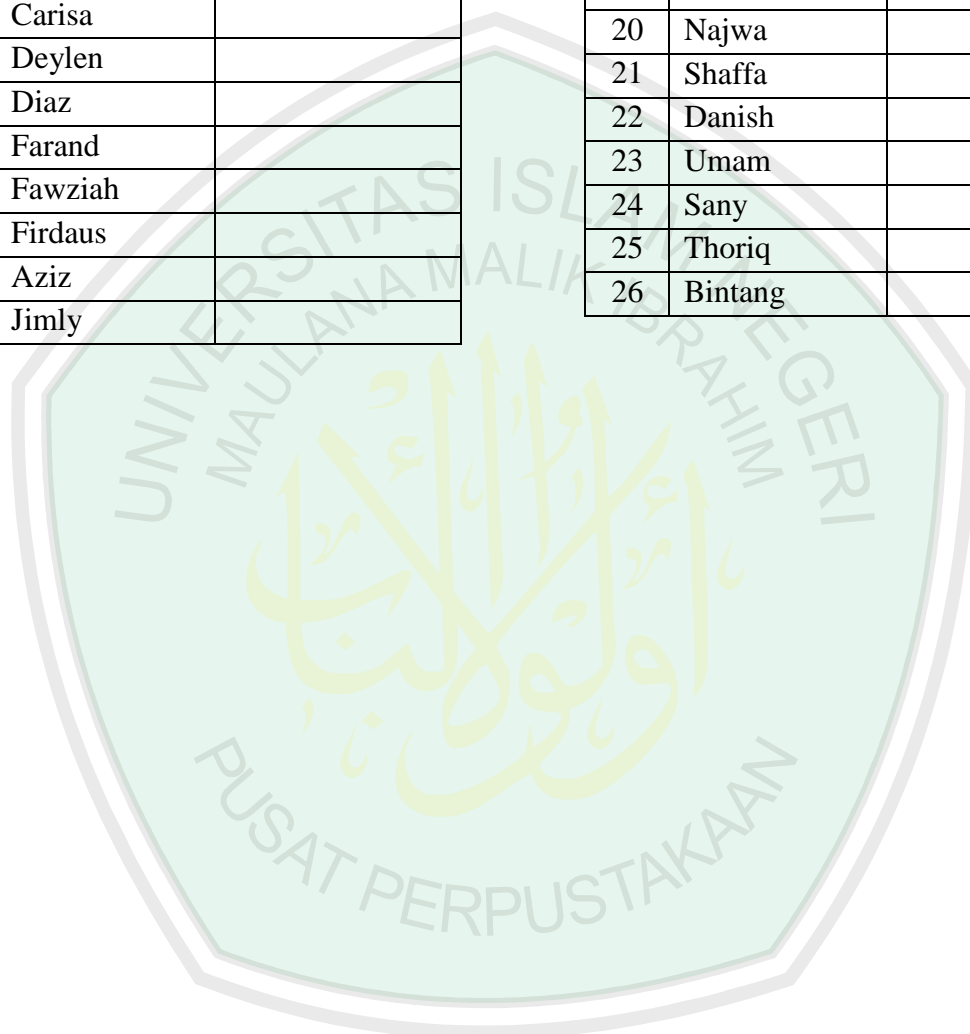 Carisa
Deylen
Diaz
Farand
Fawziah
Firdaus
Aziz
Jimly
20 Najwa
21 Shaffa
22 Danish
23 Umam
24 Sany
25 Thoriq
26 Bintang
UNIVERSITAS ISLAM NEGERI
MAULANA MALIK IBRAHIM
PUSAT PERPUSTAKAAN